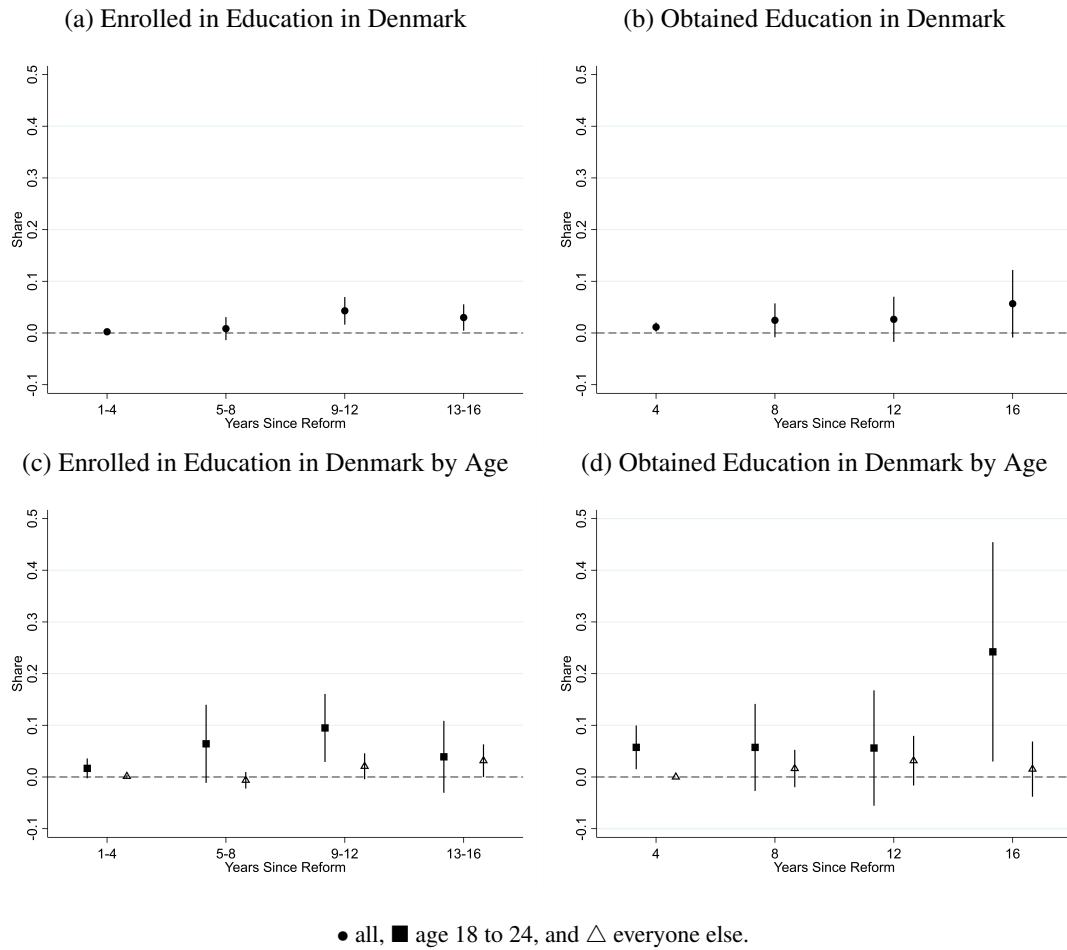 (a) Enrolled in Education in Denmark
(b) Obtained Education in Denmark
0.5
0.4
0.3
0.2
0.1
0.0
-0.1
Share
1-4 5-8 9-12 13-16
Years Since Reform
0.5
0.4
0.3
0.2
0.1
0.0
-0.1
Share
4 8 12 16
Years Since Reform
(c) Enrolled in Education in Denmark by Age
(d) Obtained Education in Denmark by Age
0.5
0.4
0.3
0.2
0.1
0.0
-0.1
Share
1-4 5-8 9-12 13-16
Years Since Reform
0.5
0.4
0.3
0.2
0.1
0.0
-0.1
Share
4 8 12 16
Years Since Reform
● all, ■ age 18 to 24, and △ everyone else.